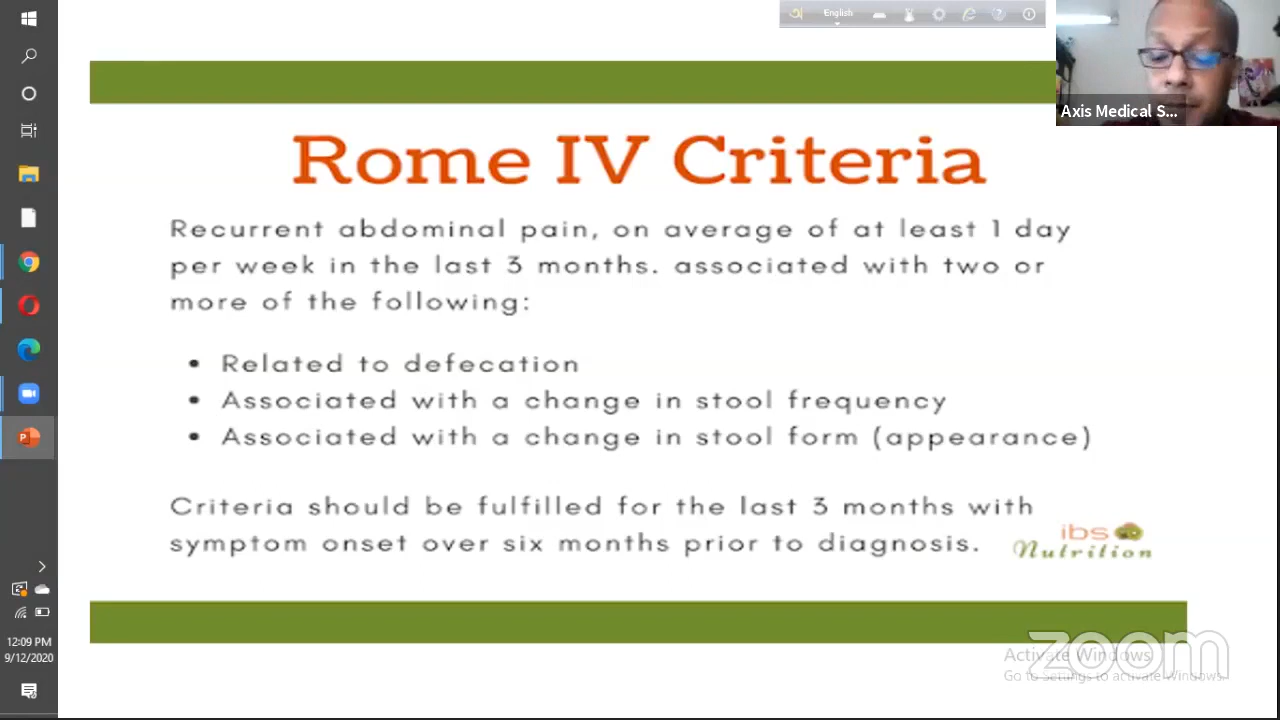 English
Axis Medical S...
Rome IV Criteria
Recurrent abdominal pain, on average of at least 1 day
per week in the last 3 months. associated with two or
more of the following:
• Related to defecation
• Associated with a change in stool frequency
• Associated with a change in stool form (appearance)
Criteria should be fulfilled for the last 3 months with
symptom onset over six months prior to diagnosis.
ibs
Nutrition
zoom
Activate Windows
Go to Settings to activate Windows.
12:09 PM
9/12/2020